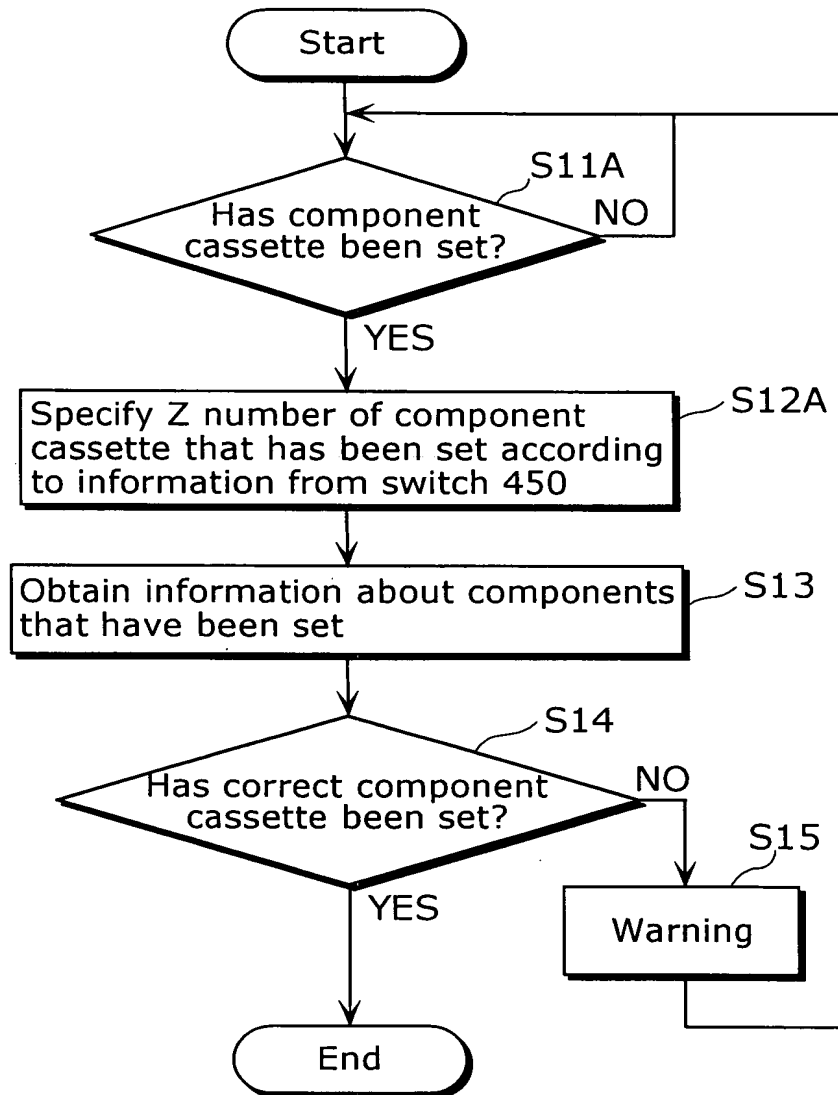 Start
S11A
Has component
cassette been set?
NO
YES
S12A
Specify Z number of component
cassette that has been set according
to information from switch 450
S13
Obtain information about components
that have been set
S14
Has correct component
cassette been set?
NO
YES
S15
Warning
End